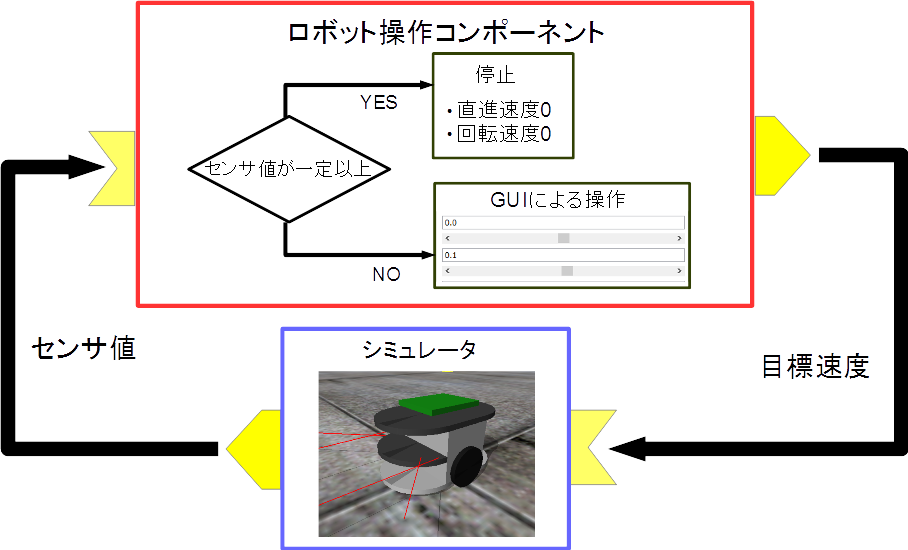 ロボット操作コンポーネント
停止
YES
・直進速度0
・回転速度0
センサ値が一定以上
GUIによる操作
0.0
0.1
NO
センサ値
シミュレータ
目標速度